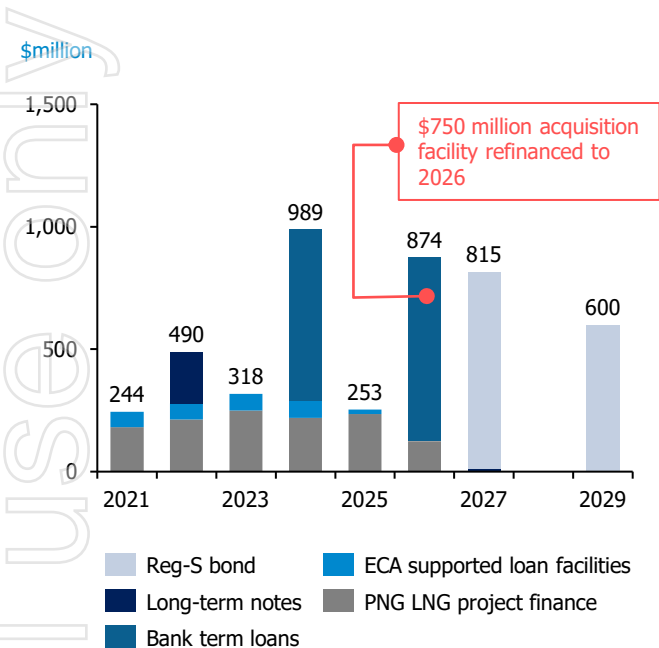 $million
1,500
$750 million acquisition
facility refinanced to
2026
1,000
989
874
815
600
500
490
318
253
244
0
2021
2023
2025
2027
2029
Reg-S bond
ECA supported loan facilities
Long-term notes
PNG LNG project finance
Bank term loans
l use only